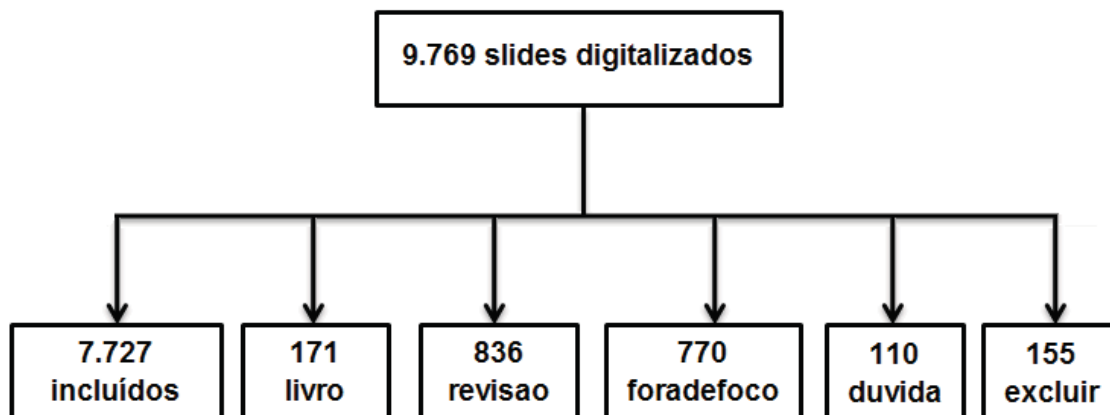 9.769 slides digitalizados
7.727
incluídos
171
livro
836
revisao
770
foradefoco
110
duvida
155
excluir